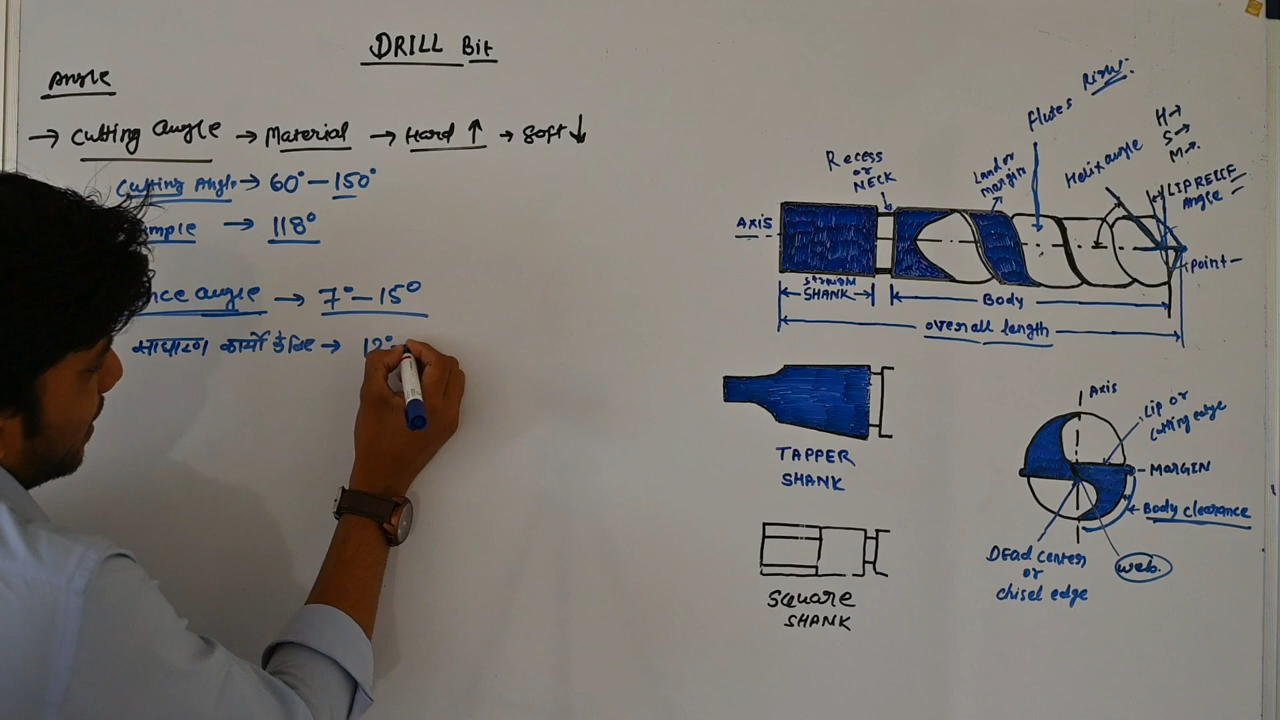 DRILL Bit
Angle
→ Cutting Angle → Material → Hard ↑ → Soft ↓
Cutting Angle → 60° – 150°
mple → 118°
nce angle → 7° – 15°
साधारण कार्यों के लिए → 12°
Recess
or
NECK
Land or
margin
Flutes
Helix angle
H→
S→
M→
LIP RELIEF
Angle
AXIS
Point
SHANK
Body
overall length
TAPPER
SHANK
Square
SHANK
Axis
Lip or
cutting edge
MARGIN
Body clearance
web.
DEad center
or
chisel edge